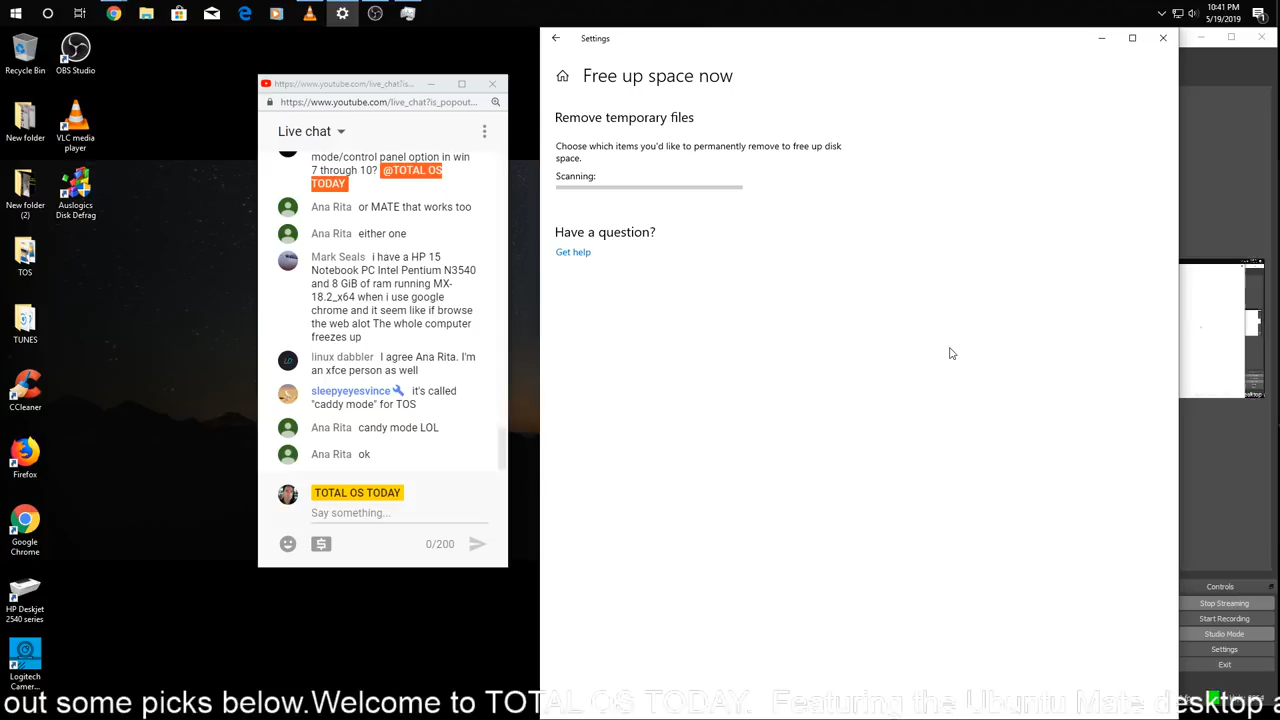 10:41 PM
5/19/2019
Recycle Bin
OBS Studio
New folder
VLC media
player
New folder
(2)
Auslogics
Disk Defrag
TOS
TUNES
CCleaner
Firefox
Google
Chrome
HP Deskjet
2540 series
Logitech
Camer...
https://www.youtube.com/live_chat?is...
https://www.youtube.com/live_chat?is_popout...
Live chat
mode/control panel option in win
7 through 10? @TOTAL OS
TODAY
Ana Rita or MATE that works too
Ana Rita either one
Mark Seals i have a HP 15
Notebook PC Intel Pentium N3540
and 8 GiB of ram running MX-
18.2_x64 when i use google
chrome and it seem like if browse
the web alot The whole computer
freezes up
linux dabbler I agree Ana Rita. I'm
an xfce person as well
sleepyeyesvince it's called
"caddy mode" for TOS
Ana Rita candy mode LOL
Ana Rita ok
TOTAL OS TODAY
Say something...
0/200
Settings
Free up space now
Remove temporary files
Choose which items you'd like to permanently remove to free up disk
space.
Scanning:
Have a question?
Get help
Controls
Stop Streaming
Start Recording
Studio Mode
Settings
Exit
out some picks below.Welcome to TOTAL OS TODAY. Featuring the Ubuntu Mate desktop a